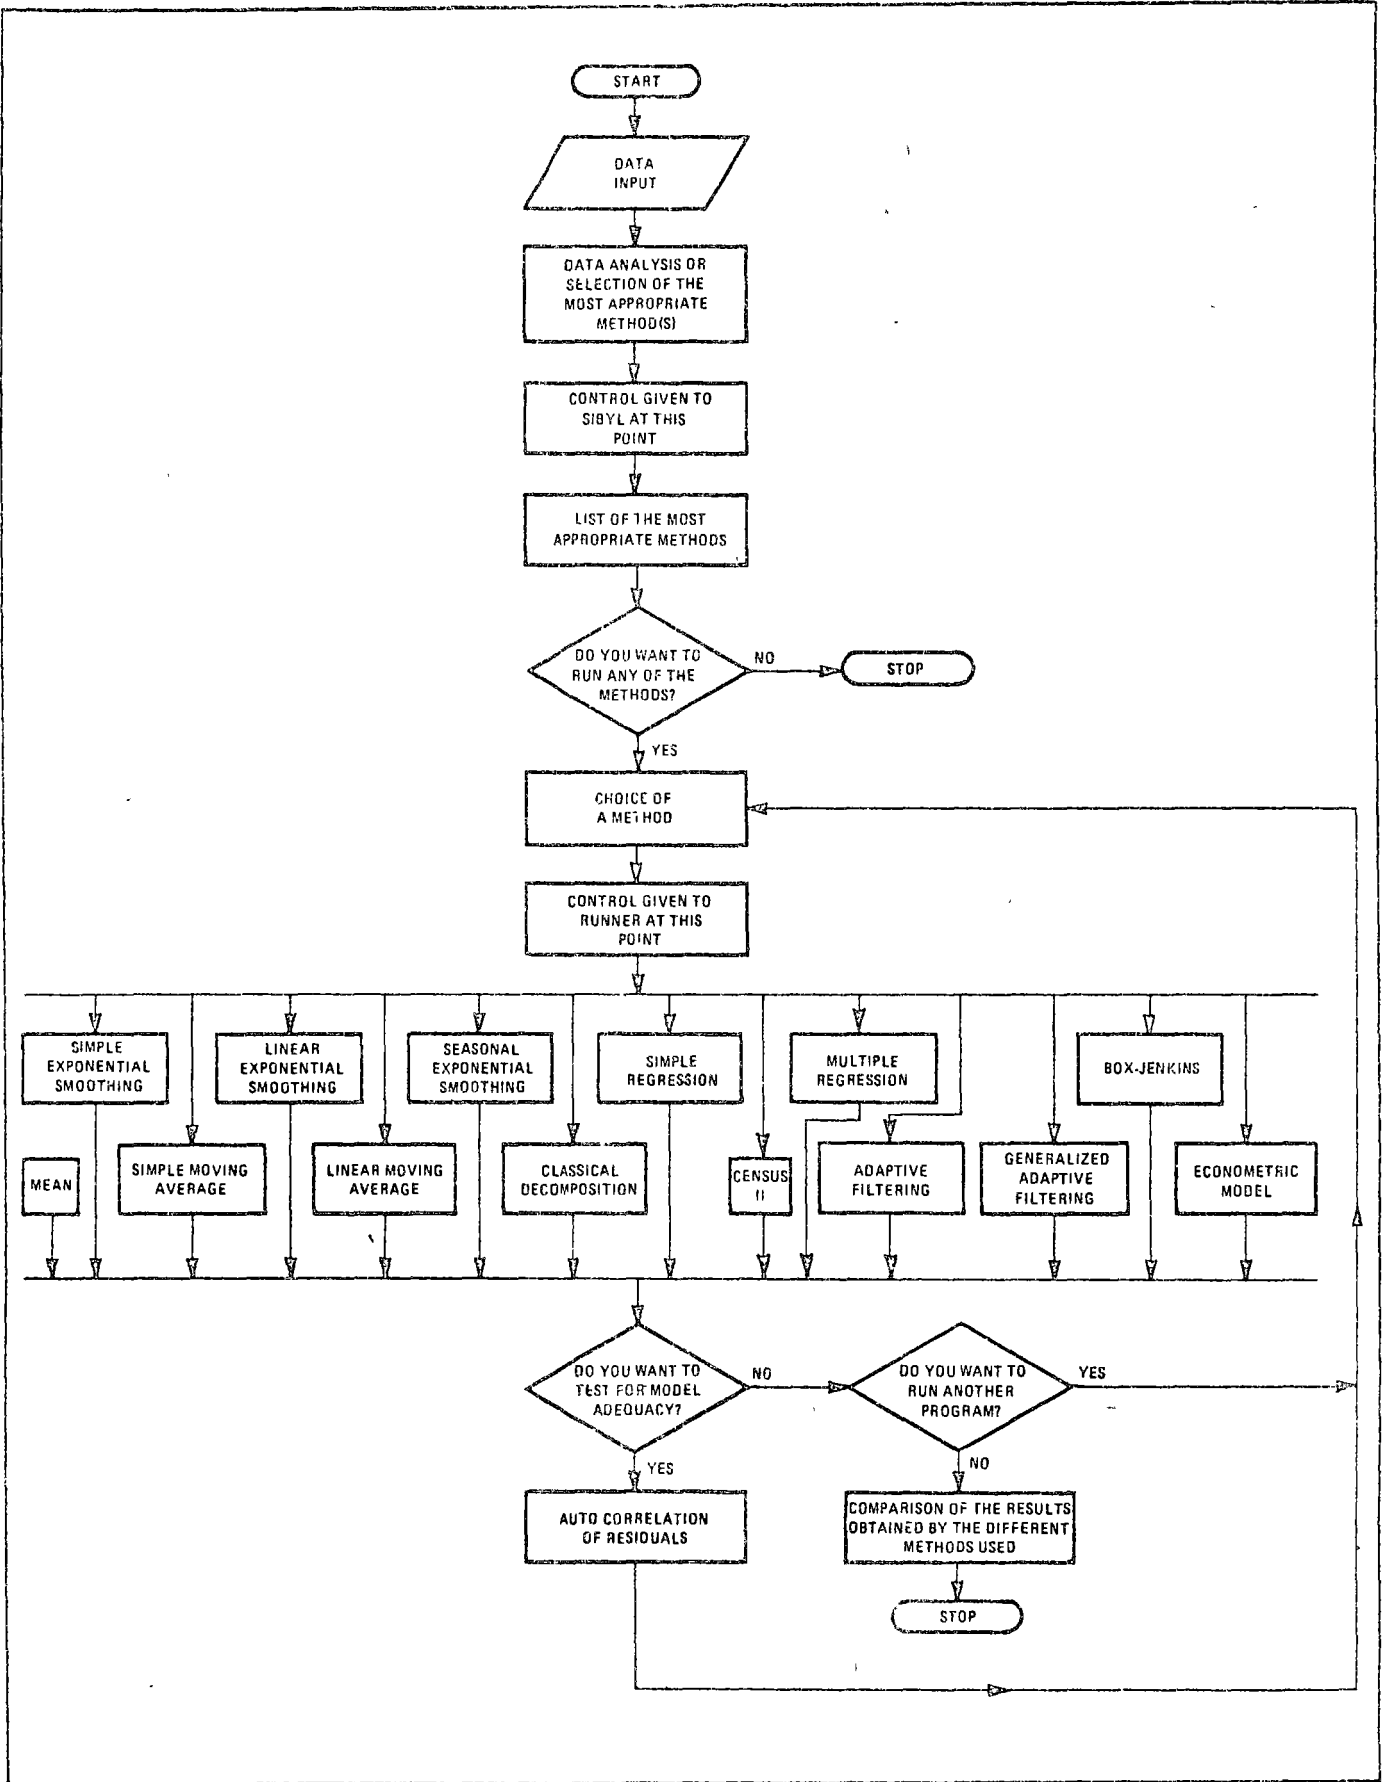 START
DATA
INPUT
DATA ANALYSIS OR
SELECTION OF THE
MOST APPROPRIATE
METHOD(S)
CONTROL GIVEN TO
SIBYL AT THIS
POINT
LIST OF THE MOST
APPROPRIATE METHODS
DO YOU WANT TO
RUN ANY OF THE
METHODS?
NO
STOP
YES
CHOICE OF
A METHOD
CONTROL GIVEN TO
RUNNER AT THIS
POINT
SIMPLE
EXPONENTIAL
SMOOTHING
LINEAR
EXPONENTIAL
SMOOTHING
SEASONAL
EXPONENTIAL
SMOOTHING
SIMPLE
REGRESSION
MULTIPLE
REGRESSION
BOX-JENKINS
MEAN
SIMPLE MOVING
AVERAGE
LINEAR MOVING
AVERAGE
CLASSICAL
DECOMPOSITION
CENSUS
II
ADAPTIVE
FILTERING
GENERALIZED
ADAPTIVE
FILTERING
ECONOMETRIC
MODEL
DO YOU WANT TO
TEST FOR MODEL
ADEQUACY?
NO
DO YOU WANT TO
RUN ANOTHER
PROGRAM?
YES
YES
NO
AUTO CORRELATION
OF RESIDUALS
COMPARISON OF THE RESULTS
OBTAINED BY THE DIFFERENT
METHODS USED
STOP